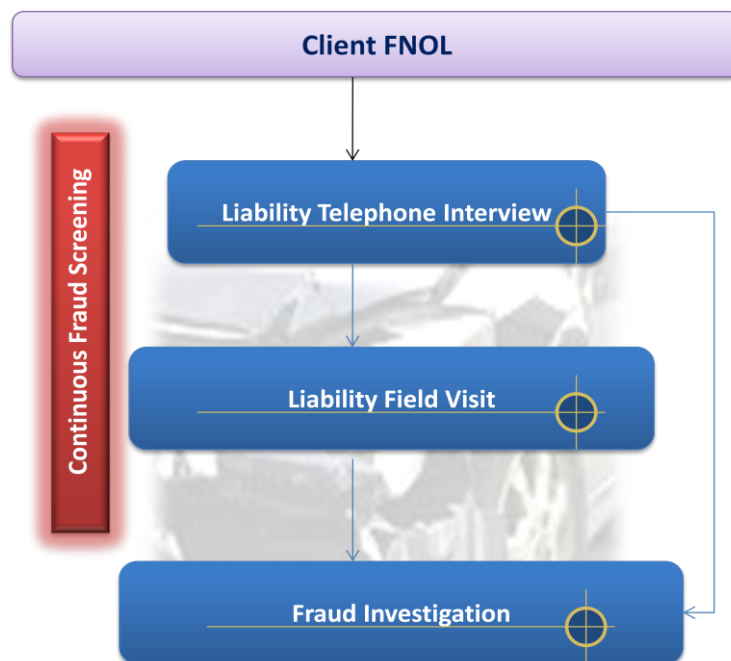 Client FNOL
Continuous Fraud Screening
Liability Telephone Interview
Liability Field Visit
Fraud Investigation